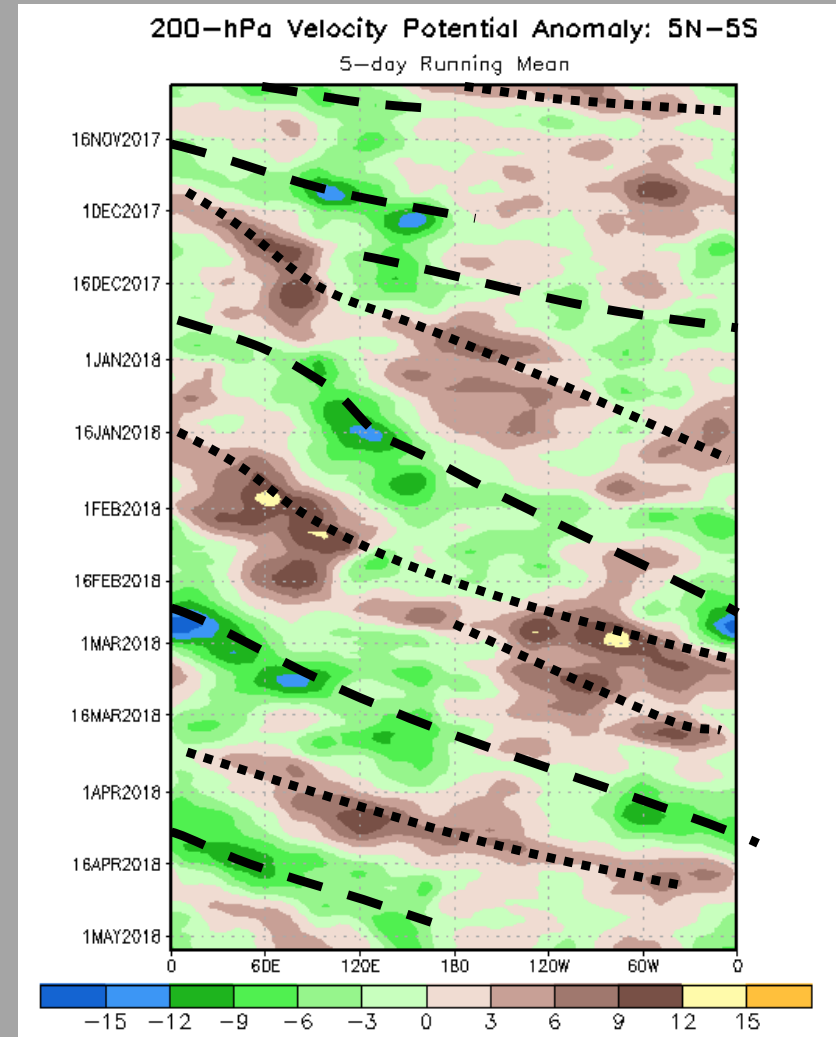 200−hPa Velocity Potential Anomaly: 5N−5S
5−day Running Mean
16NOV2017
1DEC2017
16DEC2017
1JAN2018
16JAN2018
1FEB2018
16FEB2018
1MAR2018
16MAR2018
1APR2018
16APR2018
1MAY2018
0 60E 120E 180 120W 60W 0
−15 −12 −9 −6 −3 0 3 6 9 12 15